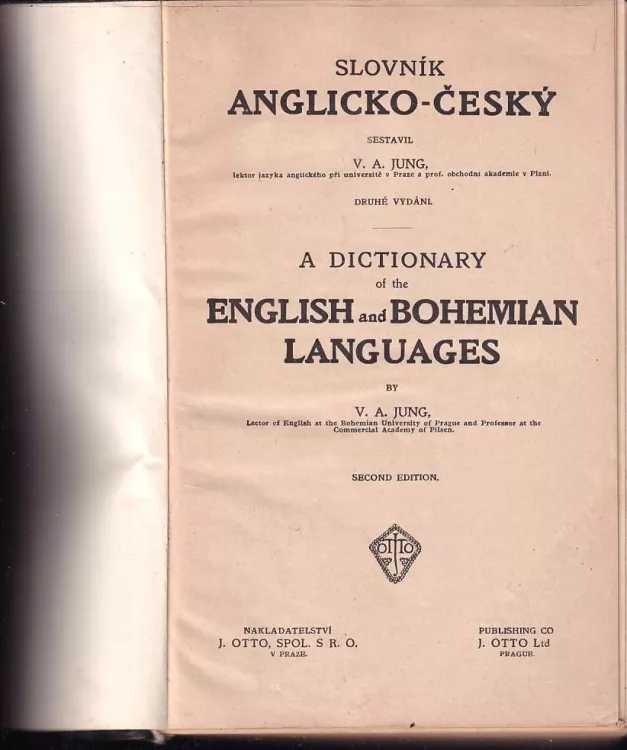 SLOVNÍK
ANGLICKO-ČESKÝ
SESTAVIL
V. A. JUNG,
lektor jazyka anglického při universitě v Praze a prof. obchodní akademie v Plzni.
DRUHÉ VYDÁNÍ.
A DICTIONARY
of the
ENGLISH and BOHEMIAN
LANGUAGES
BY
V. A. JUNG,
Lector of English at the Bohemian University of Prague and Professor at the
Commercial Academy of Pilsen.
SECOND EDITION.
OTTO
NAKLADATELSTVÍ
J. OTTO, SPOL. S R. O.
V PRAZE.
PUBLISHING CO
J. OTTO Ltd
PRAGUE.